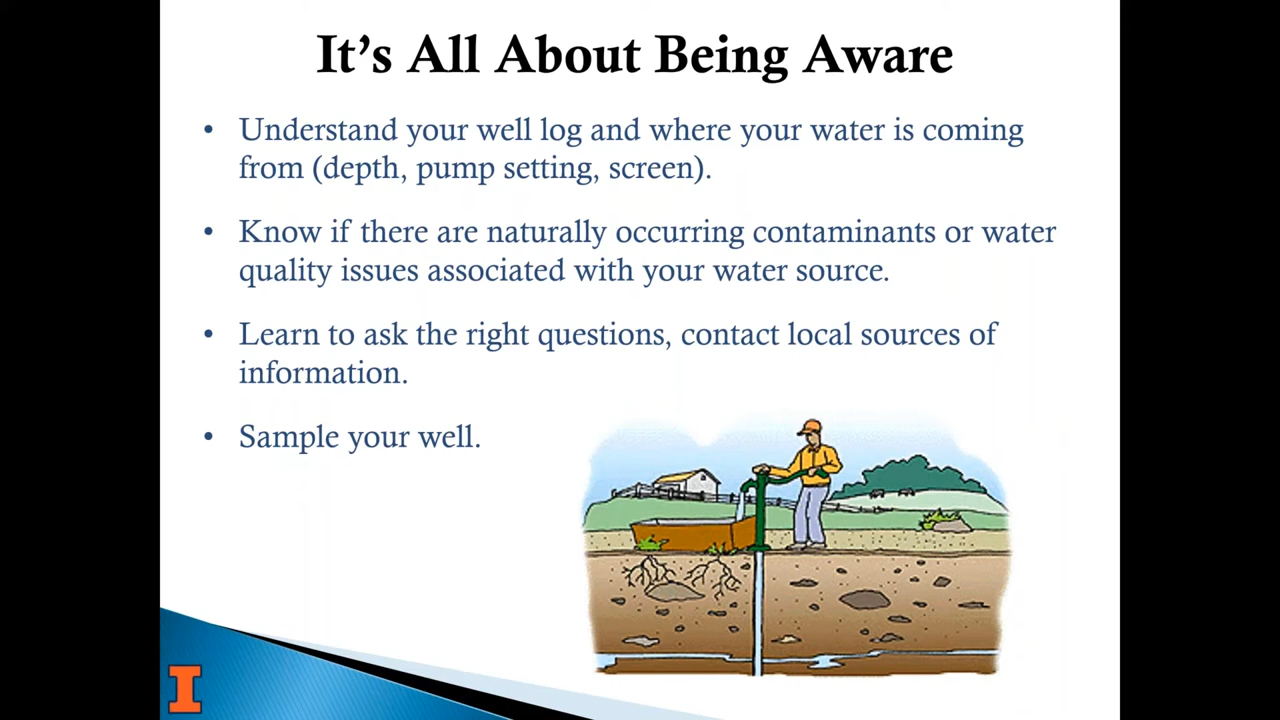 It’s All About Being Aware
• Understand your well log and where your water is coming
from (depth, pump setting, screen).
• Know if there are naturally occurring contaminants or water
quality issues associated with your water source.
• Learn to ask the right questions, contact local sources of
information.
• Sample your well.
I